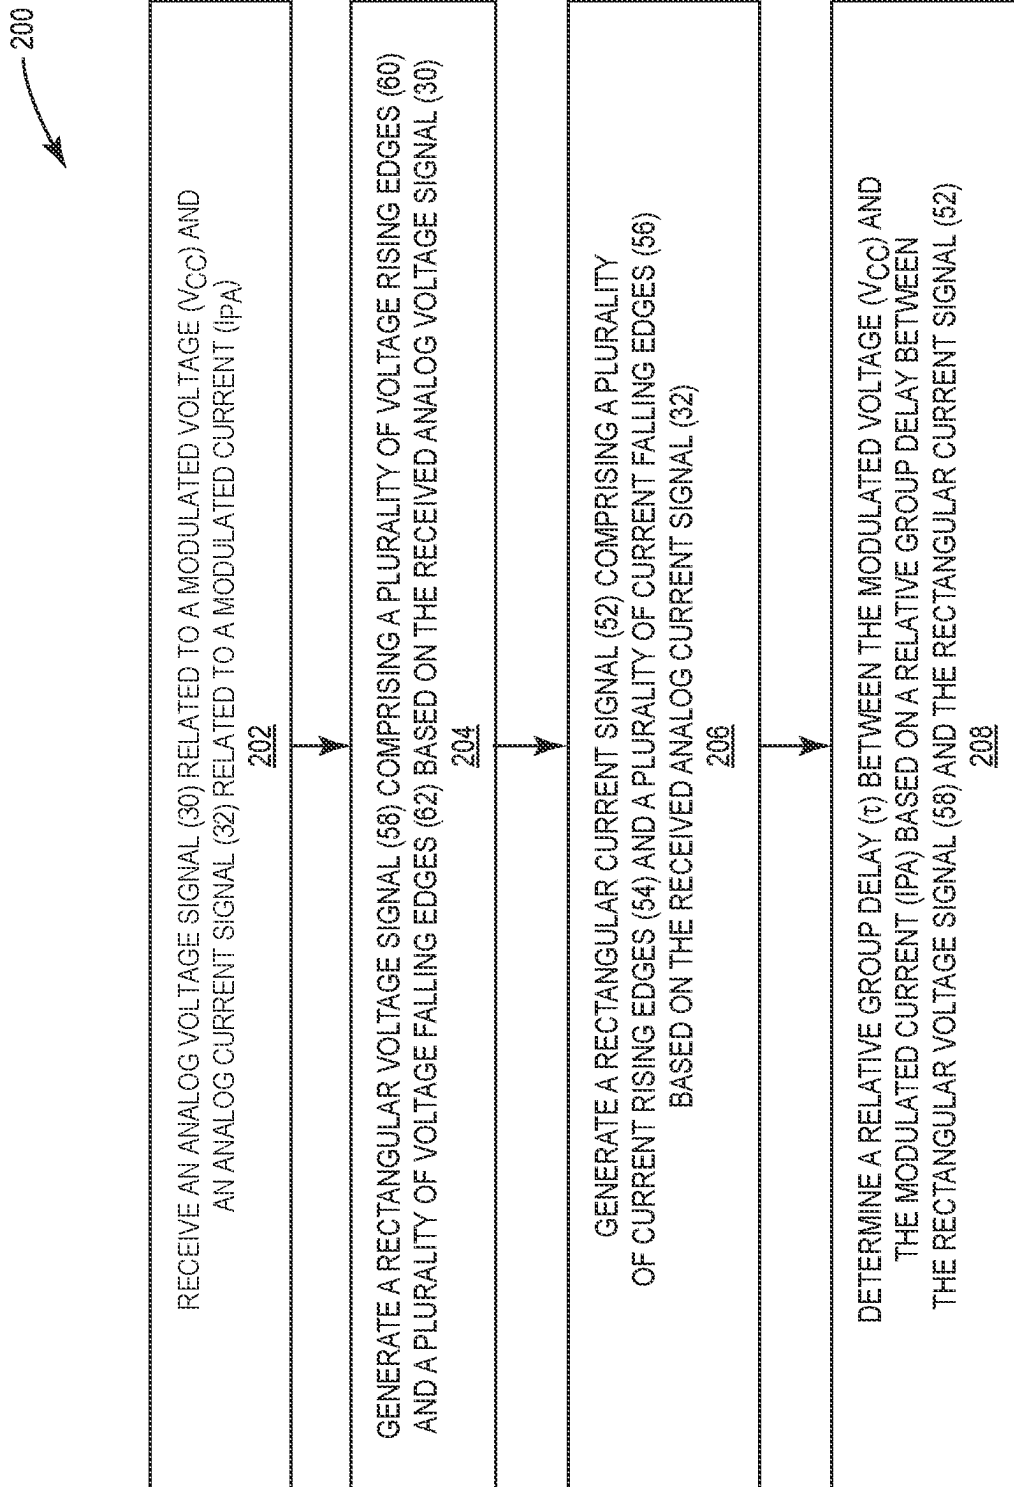 200
RECEIVE AN ANALOG VOLTAGE SIGNAL (30) RELATED TO A MODULATED VOLTAGE (VCC) AND
AN ANALOG CURRENT SIGNAL (32) RELATED TO A MODULATED CURRENT (IPA)
202
GENERATE A RECTANGULAR VOLTAGE SIGNAL (58) COMPRISING A PLURALITY OF VOLTAGE RISING EDGES (60)
AND A PLURALITY OF VOLTAGE FALLING EDGES (62) BASED ON THE RECEIVED ANALOG VOLTAGE SIGNAL (30)
204
GENERATE A RECTANGULAR CURRENT SIGNAL (52) COMPRISING A PLURALITY
OF CURRENT RISING EDGES (54) AND A PLURALITY OF CURRENT FALLING EDGES (56)
BASED ON THE RECEIVED ANALOG CURRENT SIGNAL (32)
206
DETERMINE A RELATIVE GROUP DELAY (τ) BETWEEN THE MODULATED VOLTAGE (VCC) AND
THE MODULATED CURRENT (IPA) BASED ON A RELATIVE GROUP DELAY BETWEEN
THE RECTANGULAR VOLTAGE SIGNAL (58) AND THE RECTANGULAR CURRENT SIGNAL (52)
208